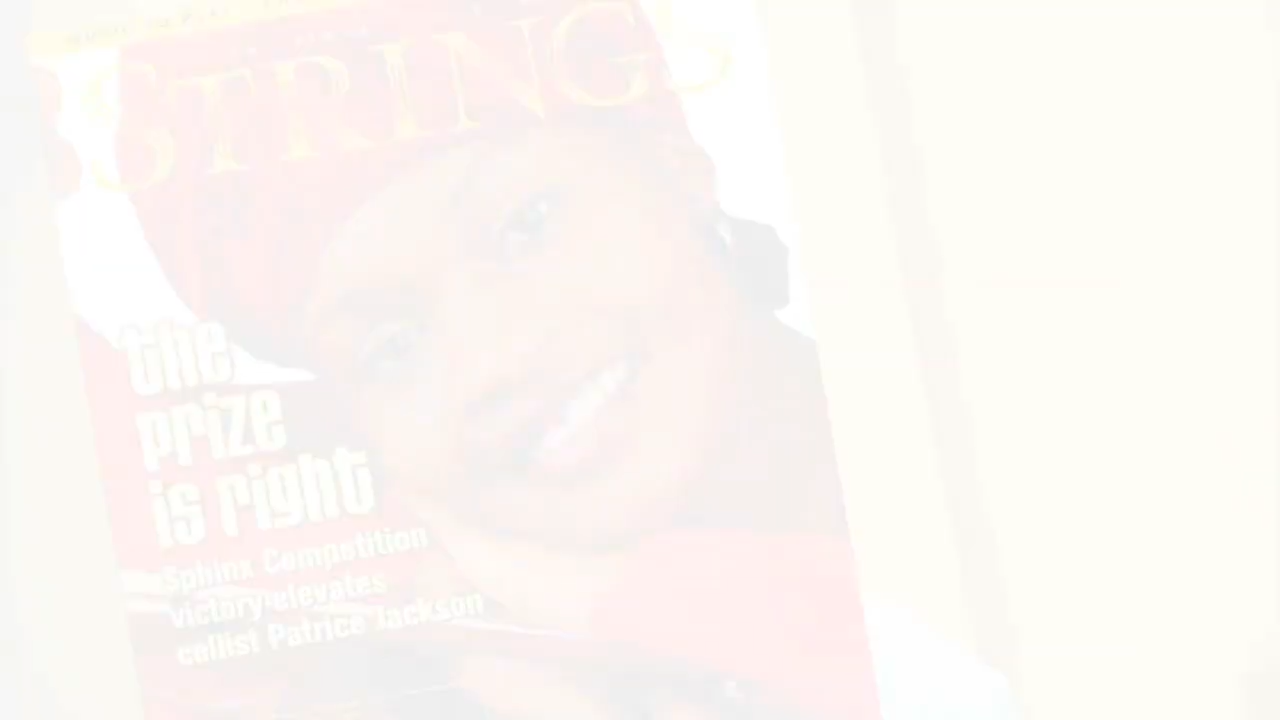 STRINGS
the
prize
is right
Sphinx Competition
victory elevates
cellist Patrice Jackson